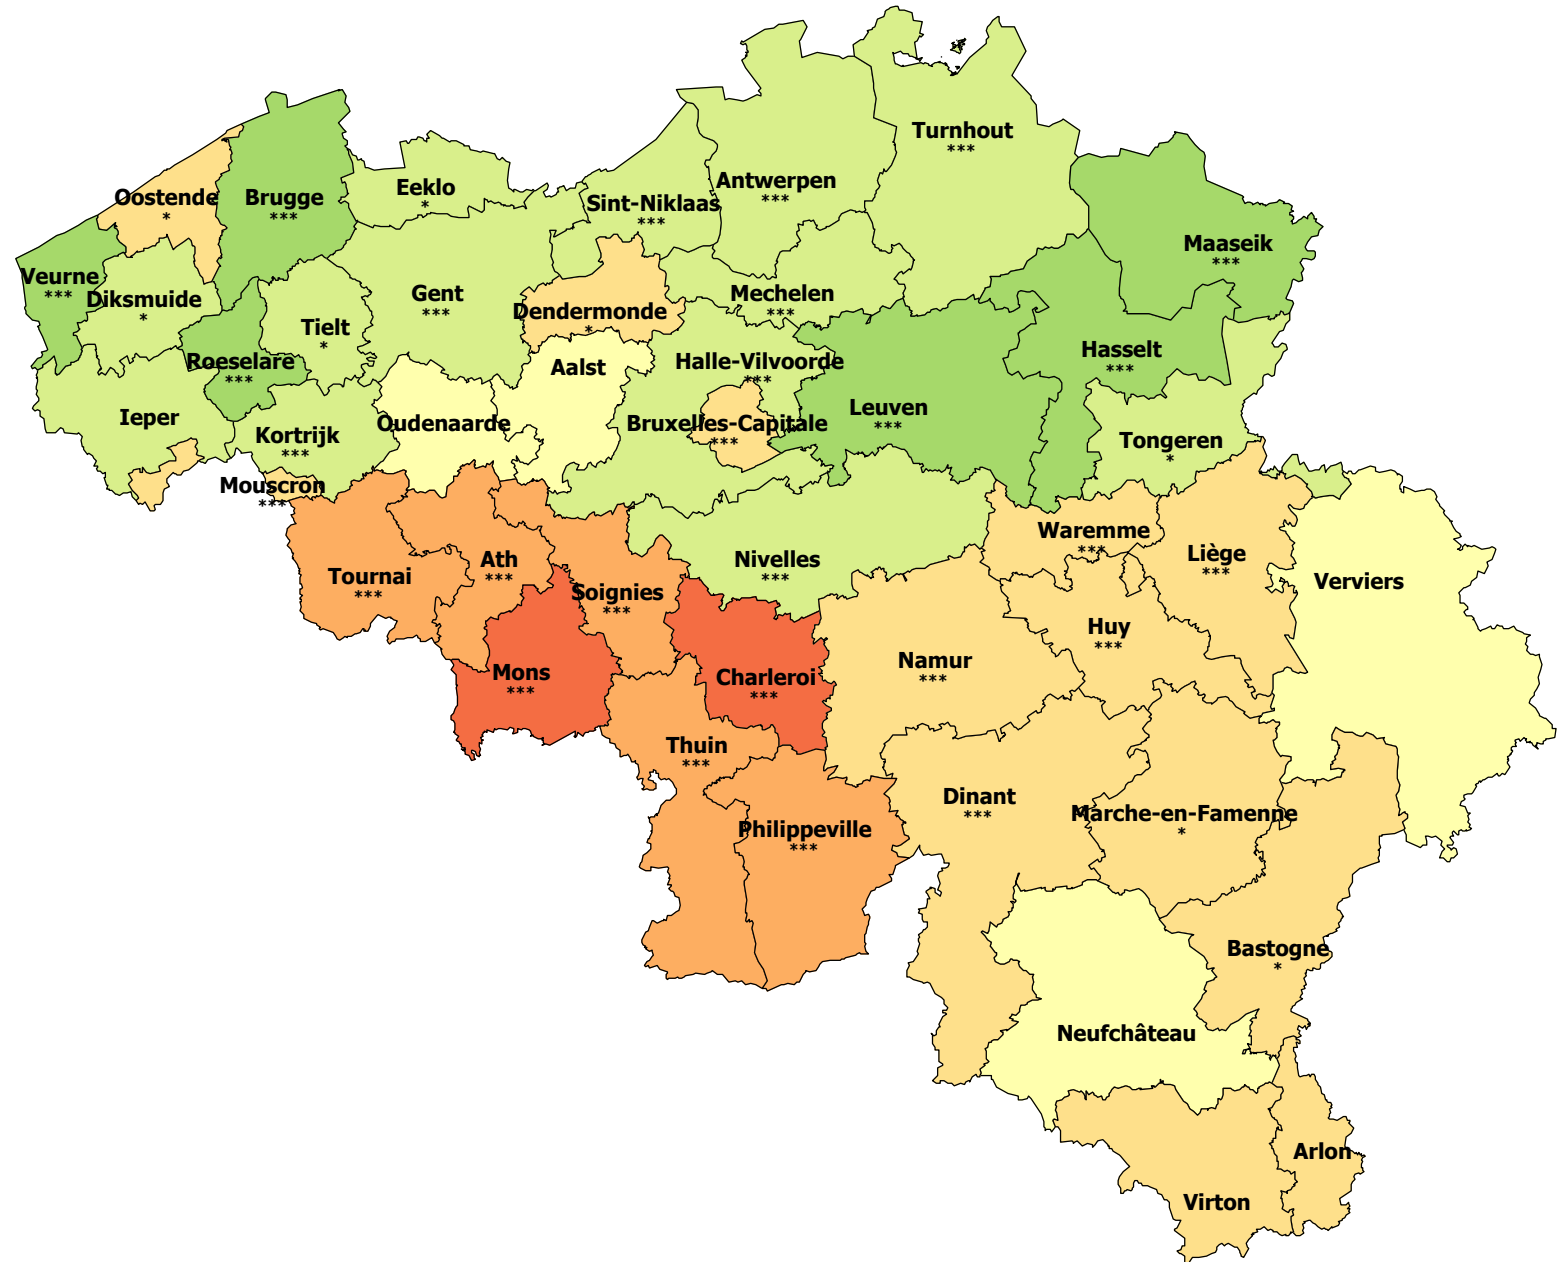 Turnhout
***
Antwerpen
***
Eeklo
*
Oostende
*
Brugge
***
Sint-Niklaas
***
Maaseik
***
Veurne
***
Diksmuide
*
Gent
***
Mechelen
***
Dendermonde
*
Tielt
*
Roeselare
***
Aalst
Halle-Vilvoorde
***
Hasselt
***
Ieper
Kortrijk
***
Oudenaarde
Bruxelles-Capitale
***
Leuven
***
Tongeren
*
Mouscron
***
Waremme
***
Liège
***
Nivelles
***
Ath
***
Tournai
***
Soignies
***
Verviers
Huy
***
Namur
***
Mons
***
Charleroi
***
Thuin
***
Dinant
***
Marche-en-Famenne
*
Philippeville
***
Bastogne
*
Neufchâteau
Arlon
Virton